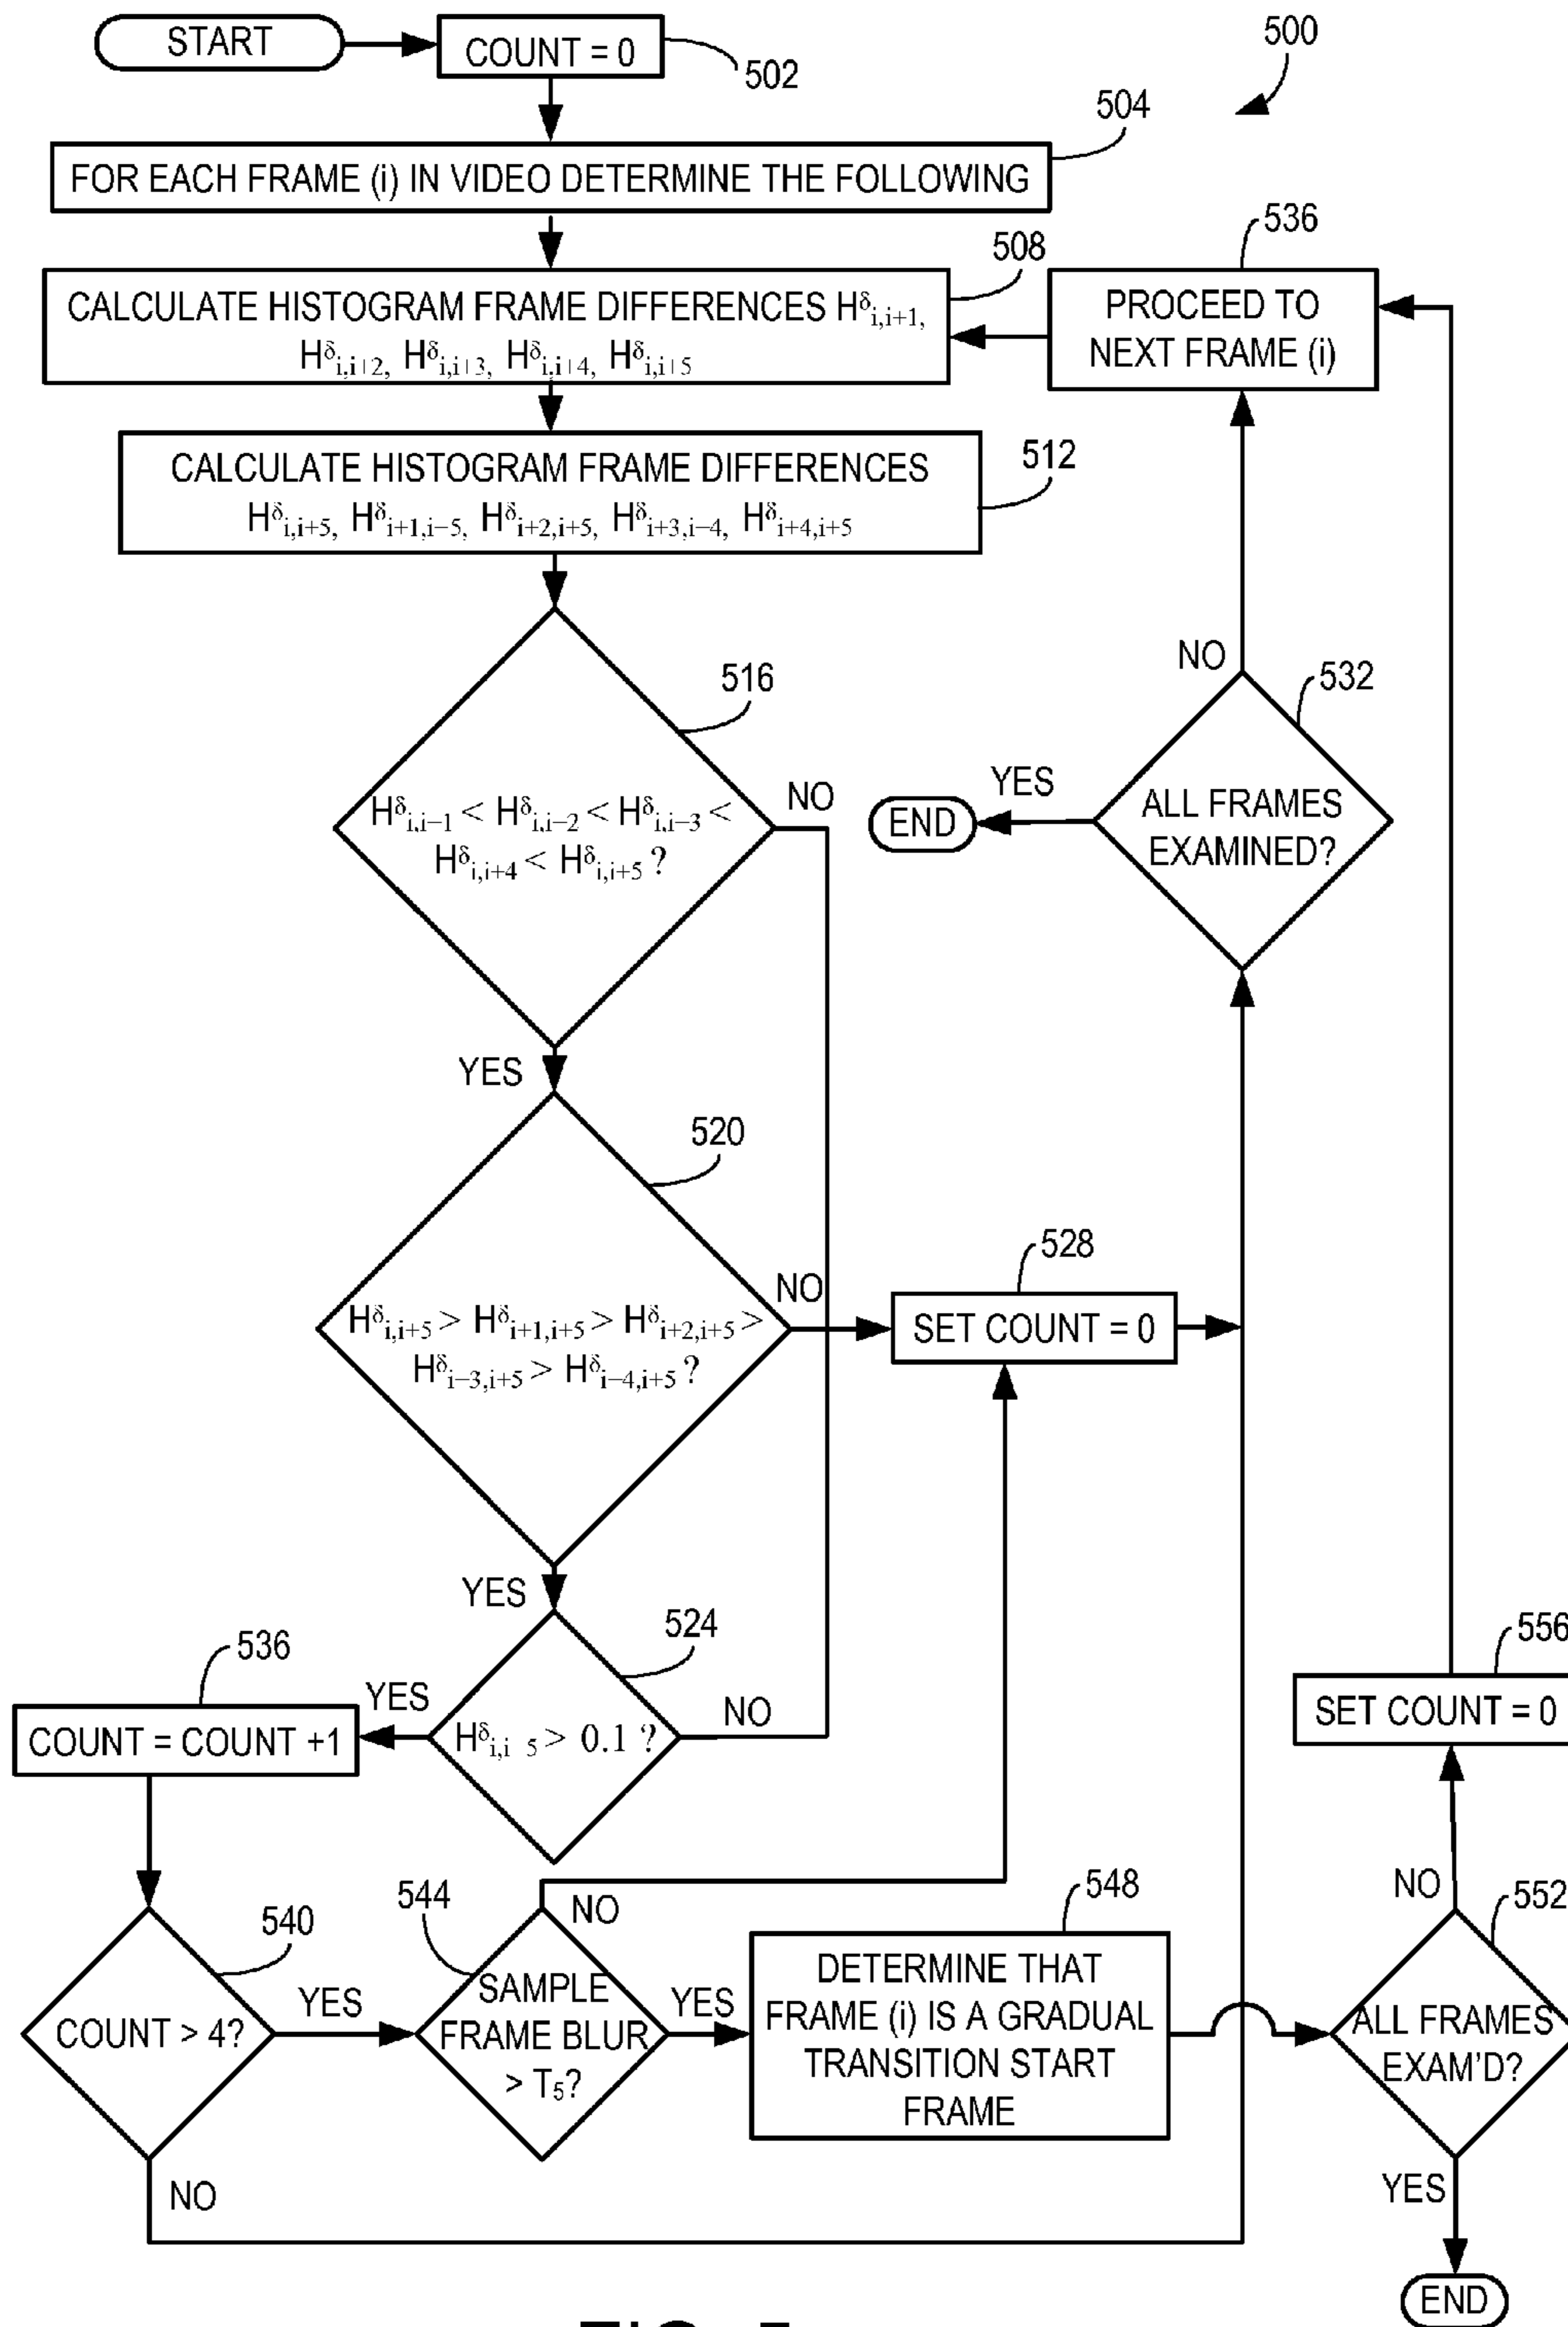 START
COUNT = 0
502
500
504
FOR EACH FRAME (i) IN VIDEO DETERMINE THE FOLLOWING
536
508
CALCULATE HISTOGRAM FRAME DIFFERENCES Hδi,i+1,
Hδi,i+2, Hδi,i+3, Hδi,i+4, Hδi,i+5
PROCEED TO
NEXT FRAME (i)
512
CALCULATE HISTOGRAM FRAME DIFFERENCES
Hδi,i+5, Hδi+1,i−5, Hδi+2,i+5, Hδi+3,i−4, Hδi+4,i+5
516
Hδi,i−1 < Hδi,i−2 < Hδi,i−3 <
Hδi,i+4 < Hδi,i+5 ?
NO
YES
NO
532
ALL FRAMES
EXAMINED?
YES
END
520
Hδi,i+5 > Hδi+1,i+5 > Hδi+2,i+5 >
Hδi−3,i+5 > Hδi−4,i+5 ?
NO
528
SET COUNT = 0
YES
524
Hδi,i 5 > 0.1 ?
NO
YES
536
COUNT = COUNT +1
556
SET COUNT = 0
540
COUNT > 4?
YES
NO
544
SAMPLE
FRAME BLUR
> T5?
NO
YES
548
DETERMINE THAT
FRAME (i) IS A GRADUAL
TRANSITION START
FRAME
NO
552
ALL FRAMES
EXAM'D?
YES
END